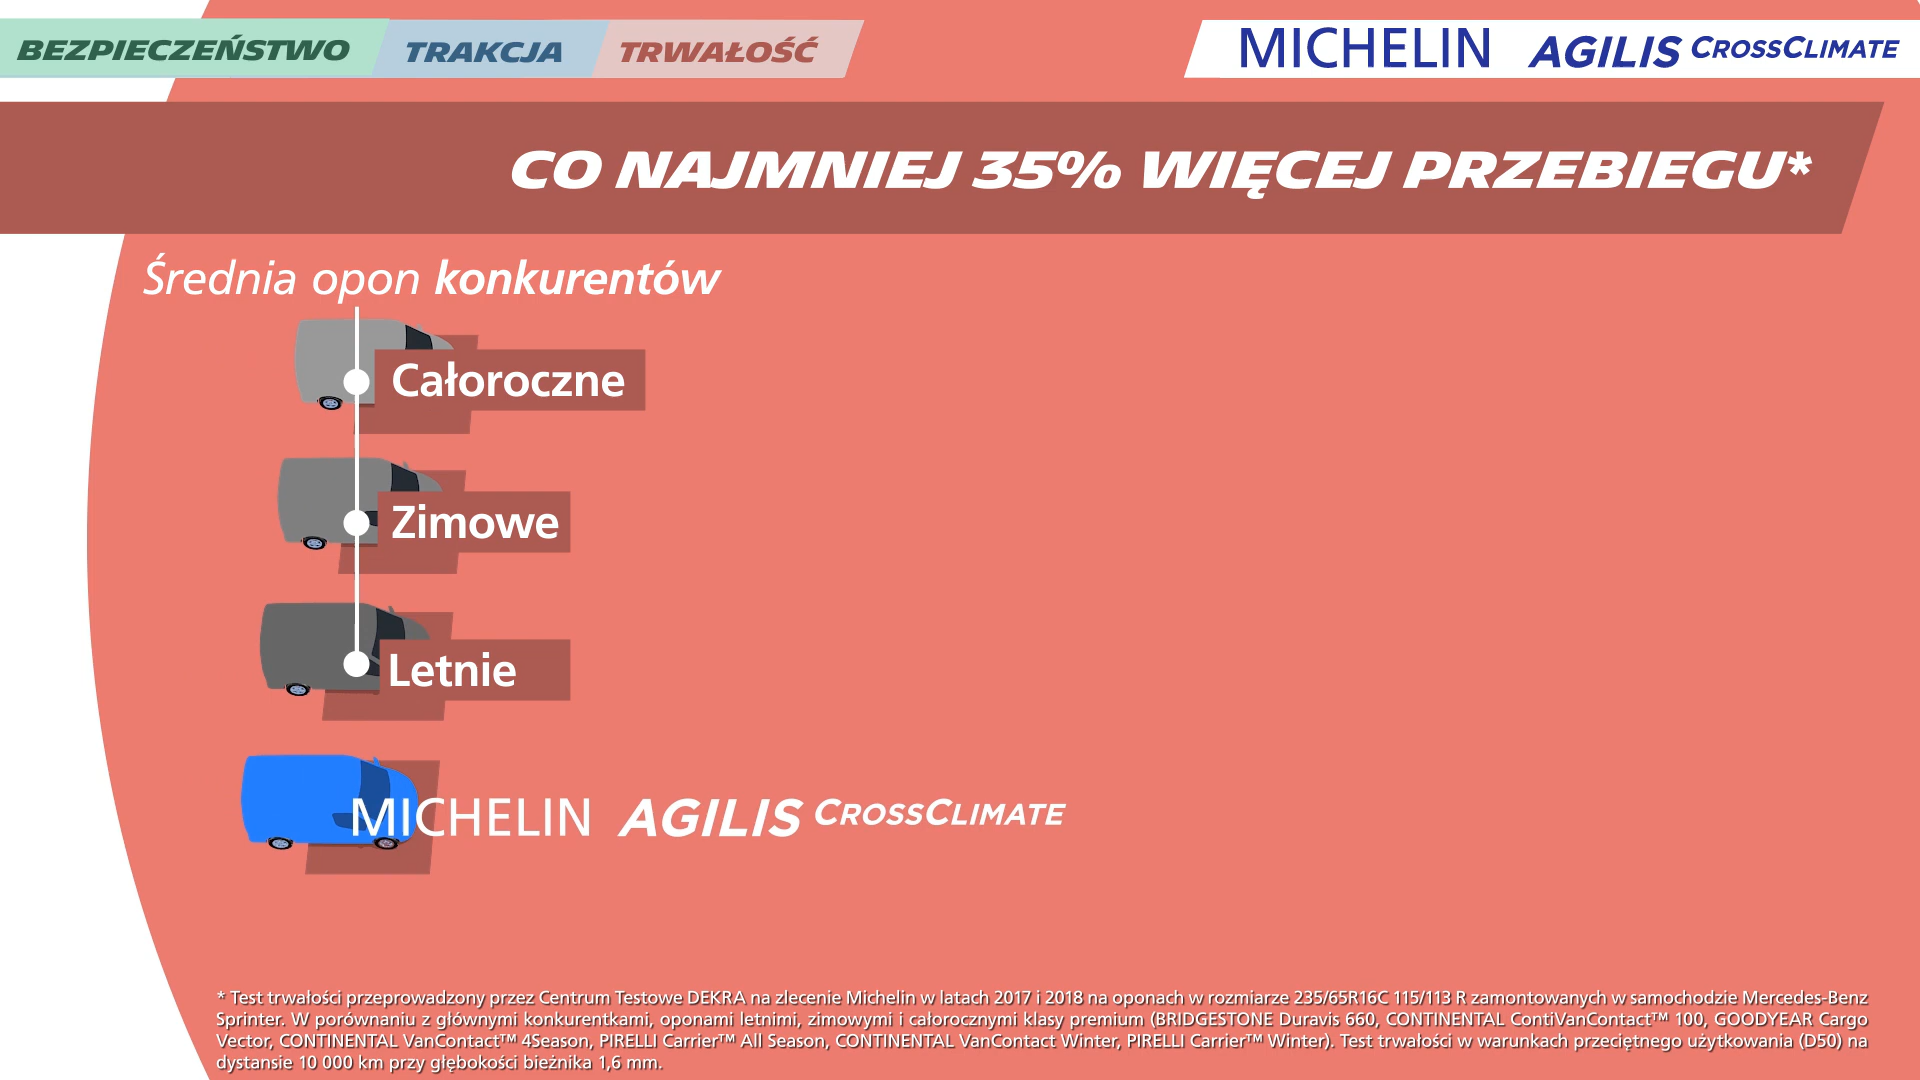 BEZPIECZEŃSTWO TRAKCJA TRWAŁOŚĆ MICHELIN AGILIS CROSSCLIMATE
CO NAJMNIEJ 35% WIĘCEJ PRZEBIEGU*
Średnia opon konkurentów
Całoroczne
Zimowe
Letnie
MICHELIN AGILIS CROSSCLIMATE
* Test trwałości przeprowadzony przez Centrum Testowe DEKRA na zlecenie Michelin w latach 2017 i 2018 na oponach w rozmiarze 235/65R16C 115/113 R zamontowanych w samochodzie Mercedes-Benz
Sprinter. W porównaniu z głównymi konkurentkami, oponami letnimi, zimowymi i całorocznymi klasy premium (BRIDGESTONE Duravis 660, CONTINENTAL ContiVanContact™ 100, GOODYEAR Cargo
Vector, CONTINENTAL VanContact™ 4Season, PIRELLI Carrier™ All Season, CONTINENTAL VanContact Winter, PIRELLI Carrier™ Winter). Test trwałości w warunkach przeciętnego użytkowania (D50) na
dystansie 10 000 km przy głębokości bieżnika 1,6 mm.